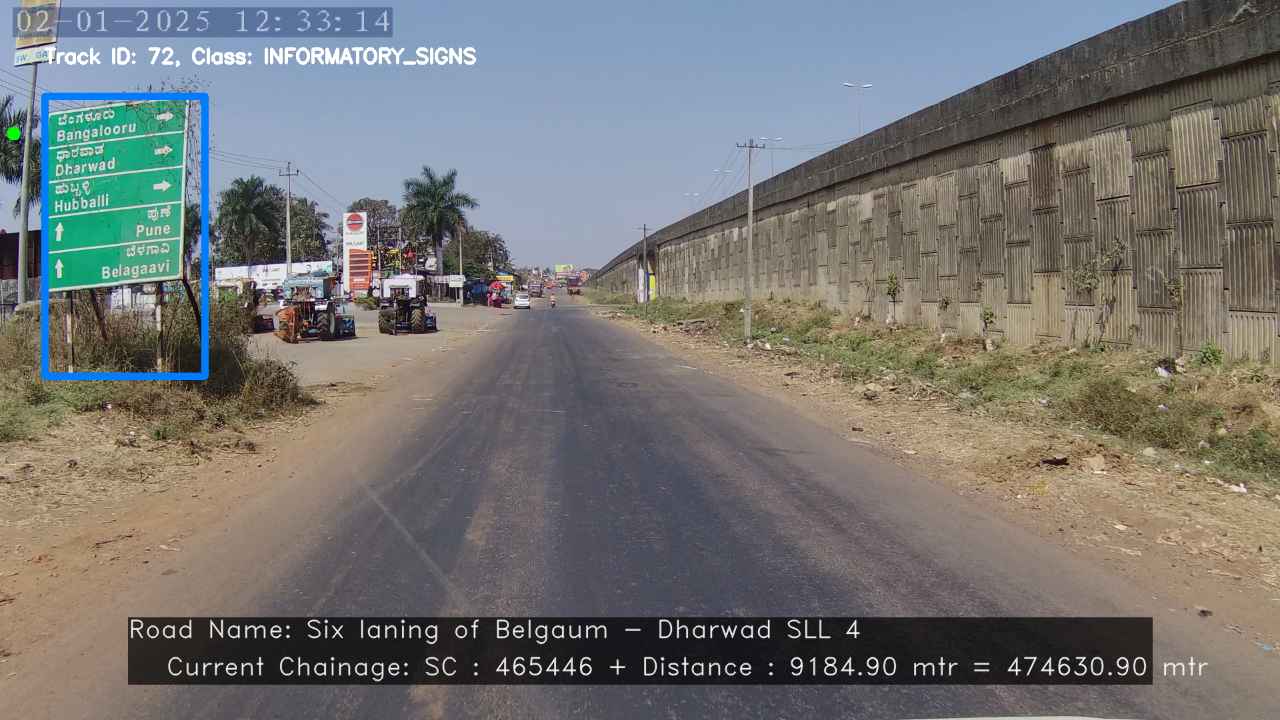 02-01-2025 12:33:14
Track ID: 72, Class: INFORMATORY_SIGNS
ಬೆಂಗಳೂರು
Bangalooru
ಧಾರವಾಡ
Dharwad
ಹುಬ್ಬಳ್ಳಿ
Hubballi
ಪುಣೆ
Pune
ಬೆಳಗಾವಿ
Belagaavi
Road Name: Six laning of Belgaum - Dharwad SLL 4
Current Chainage: SC : 465446 + Distance : 9184.90 mtr = 474630.90 mtr